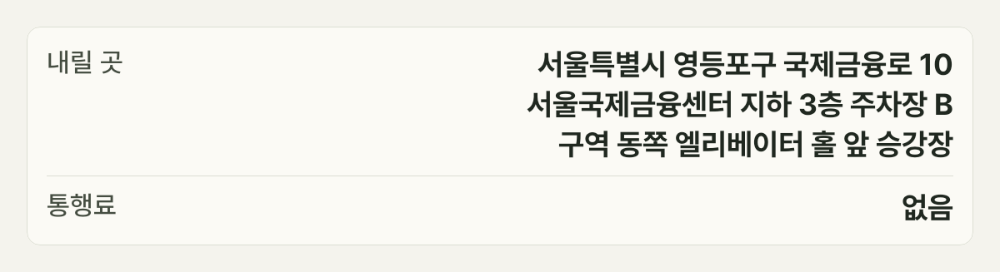 내릴 곳
서울특별시 영등포구 국제금융로 10
서울국제금융센터 지하 3층 주차장 B
구역 동쪽 엘리베이터 홀 앞 승강장
통행료
없음